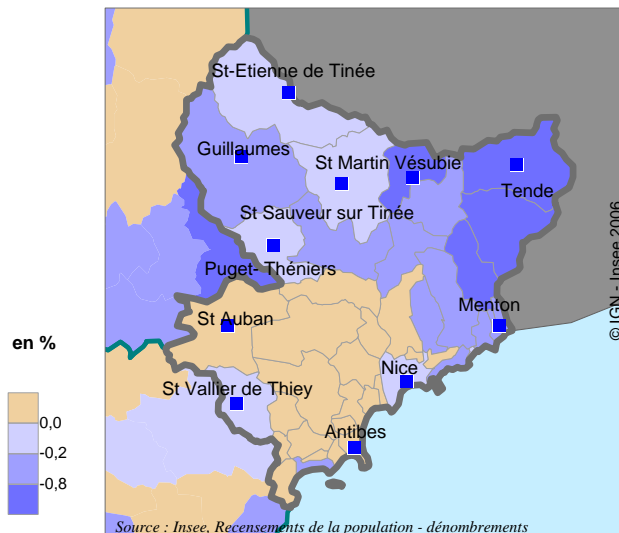 St-Etienne de Tinée
Guillaumes
St Martin Vésubie
Tende
St Sauveur sur Tinée
Puget- Théniers
Menton
St Auban
en %
St Vallier de Thiey
Nice
0,0
-0,2
-0,8
Antibes
Source : Insee, Recensements de la population - dénombrements
© IGN - Insee 2006